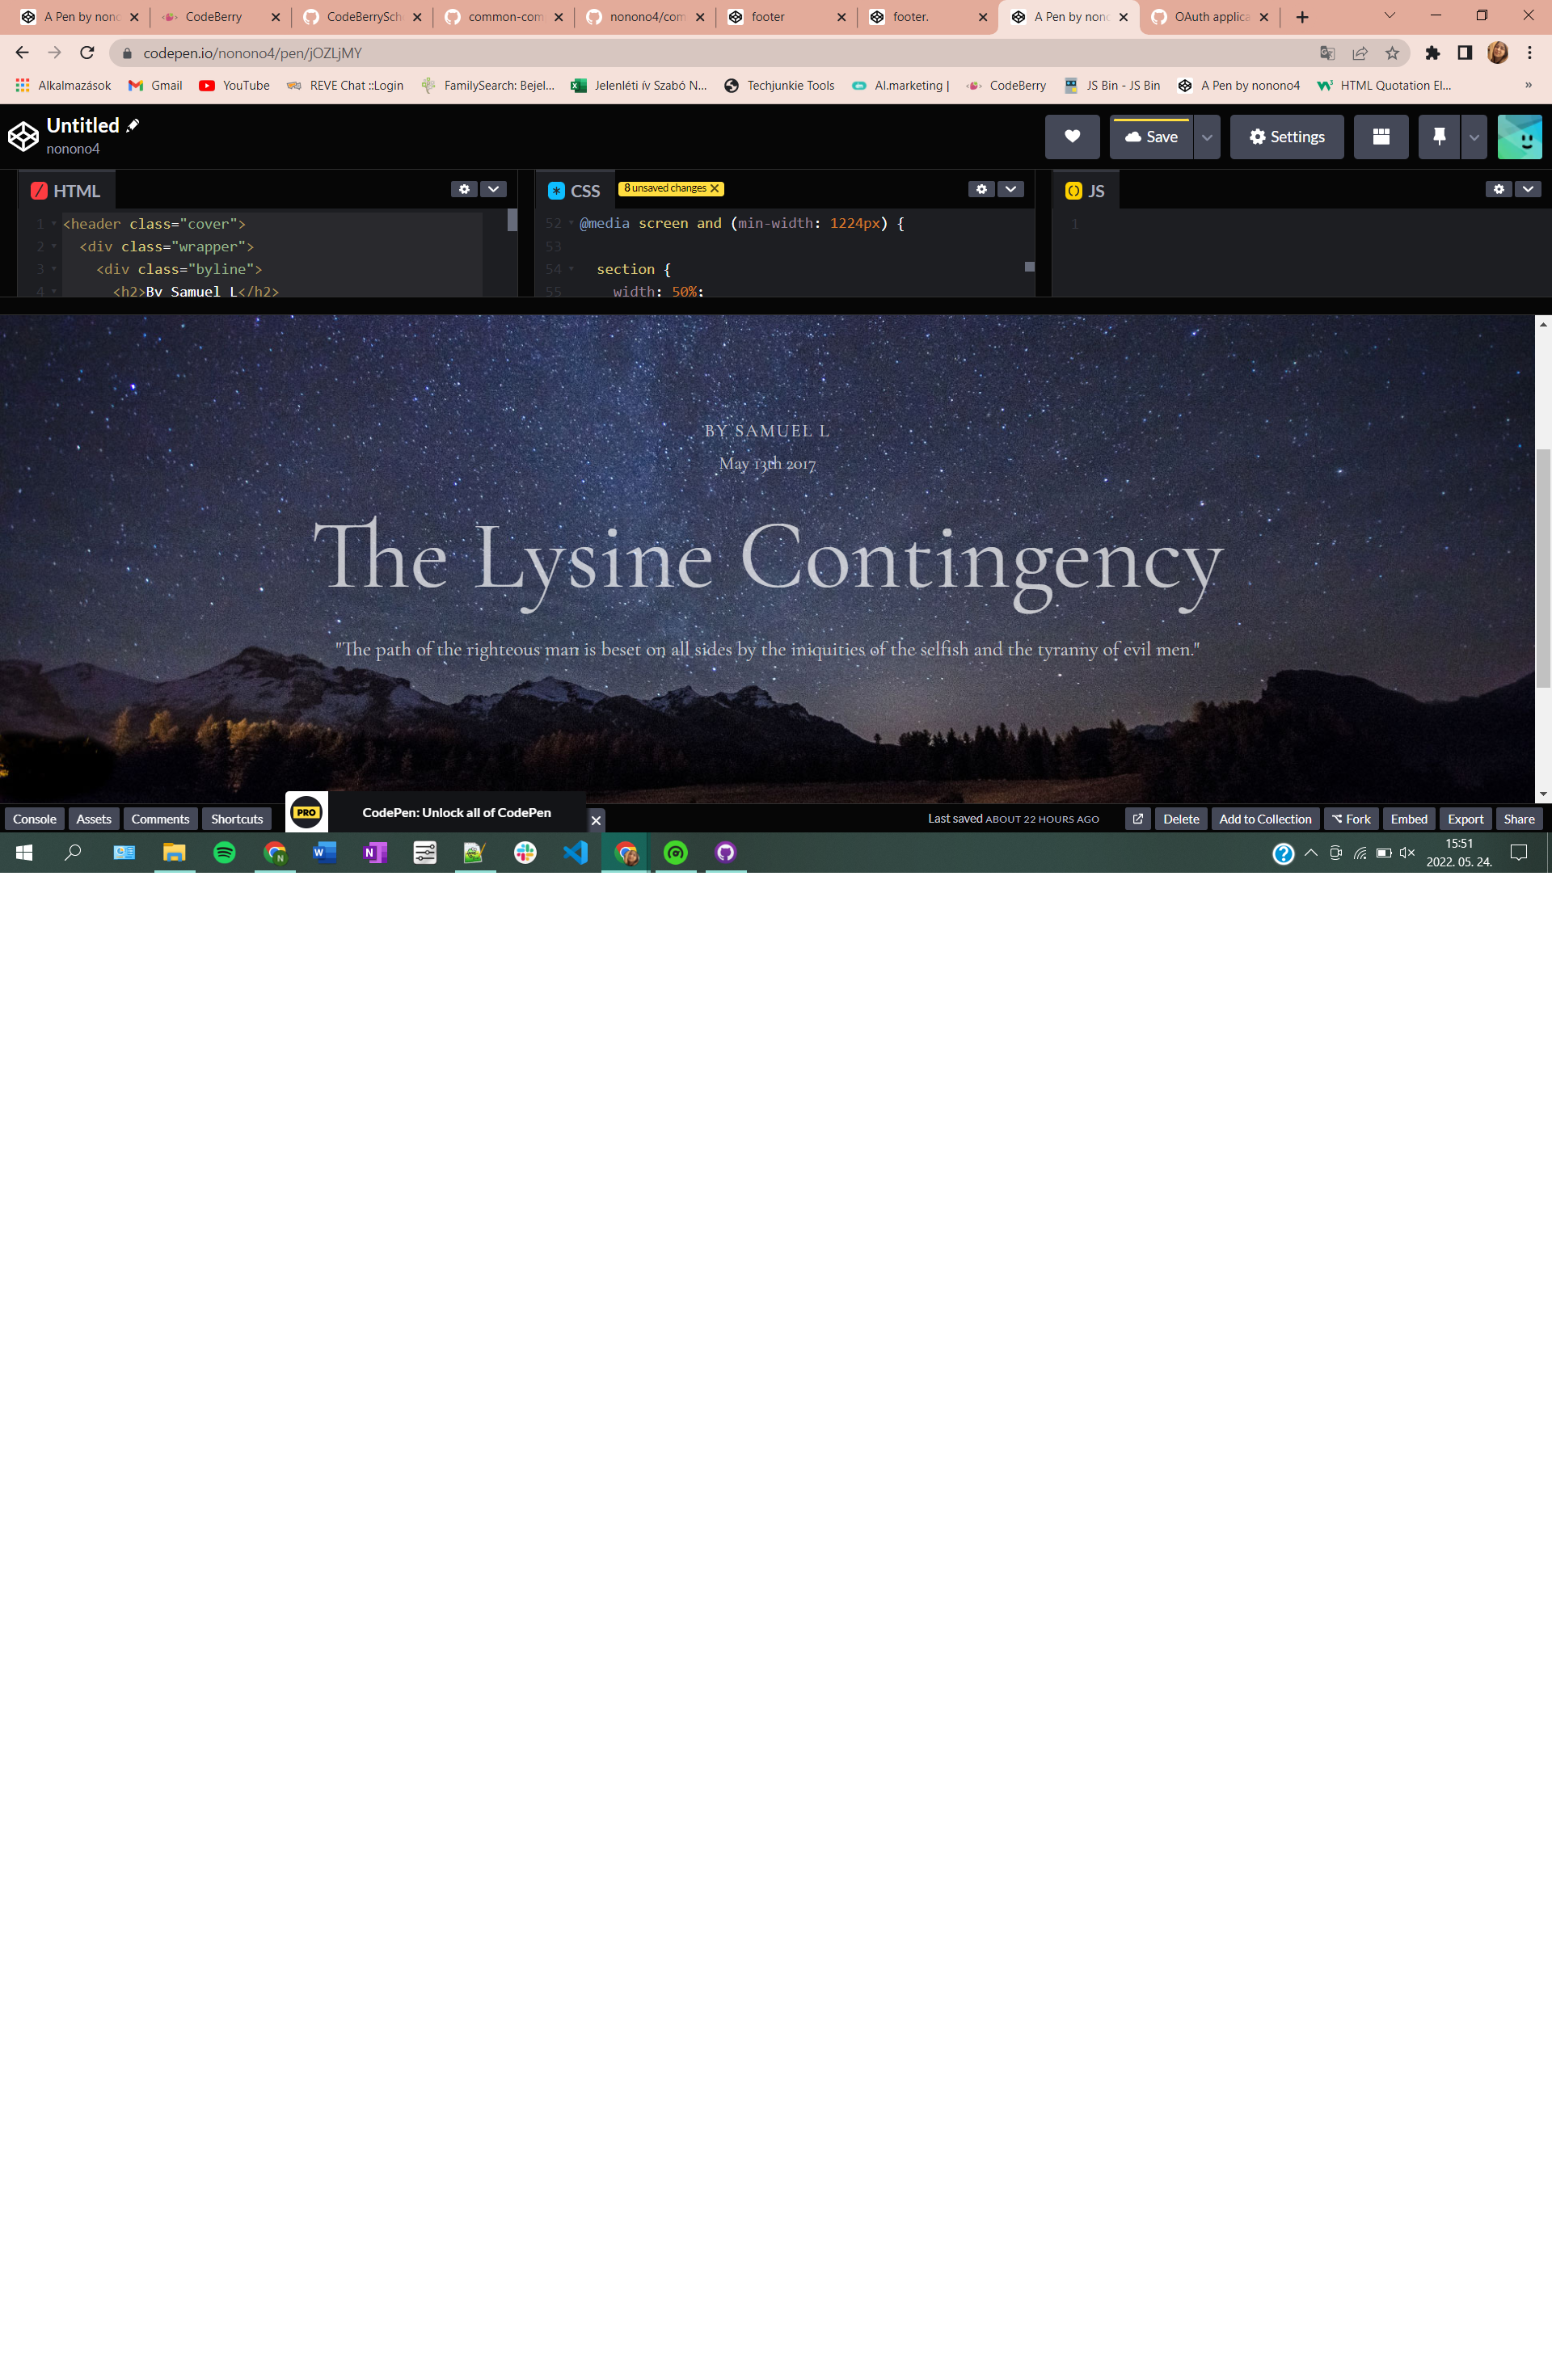 A Pen by nono
CodeBerry
CodeBerrySch
common-com
nonono4/com
footer
footer.
A Pen by nono
OAuth applica
codepen.io/nonono4/pen/jOZLjMY
Alkalmazások
Gmail
YouTube
REVE Chat ::Login
FamilySearch: Bejel...
Jelenléti ív Szabó N...
Techjunkie Tools
AI.marketing |
CodeBerry
JS Bin - JS Bin
A Pen by nonono4
HTML Quotation El...
»
Untitled
nonono4
Save
Settings
HTML
1 <header class="cover">
2 <div class="wrapper">
3 <div class="byline">
4 <h2>By Samuel L</h2>
CSS
8 unsaved changes
52 @media screen and (min-width: 1224px) {
53
54 section {
55 width: 50%;
JS
1
BY SAMUEL L
May 13th 2017
The Lysine Contingency
"The path of the righteous man is beset on all sides by the iniquities of the selfish and the tyranny of evil men."
Console
Assets
Comments
Shortcuts
PRO
CodePen: Unlock all of CodePen
Last saved ABOUT 22 HOURS AGO
Delete
Add to Collection
Fork
Embed
Export
Share
15:51
2022. 05. 24.